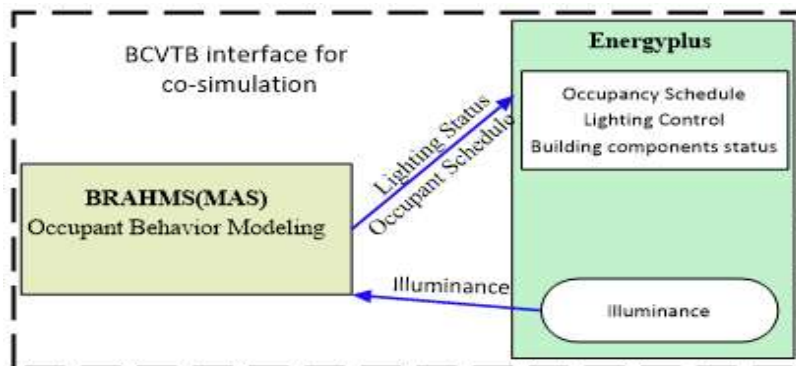 BCVTB interface for
co-simulation
Energyplus
Occupancy Schedule
Lighting Control
Building components status
Lighting Status
Occupant Schedule
BRAHMS(MAS)
Occupant Behavior Modeling
Illuminance
Illuminance